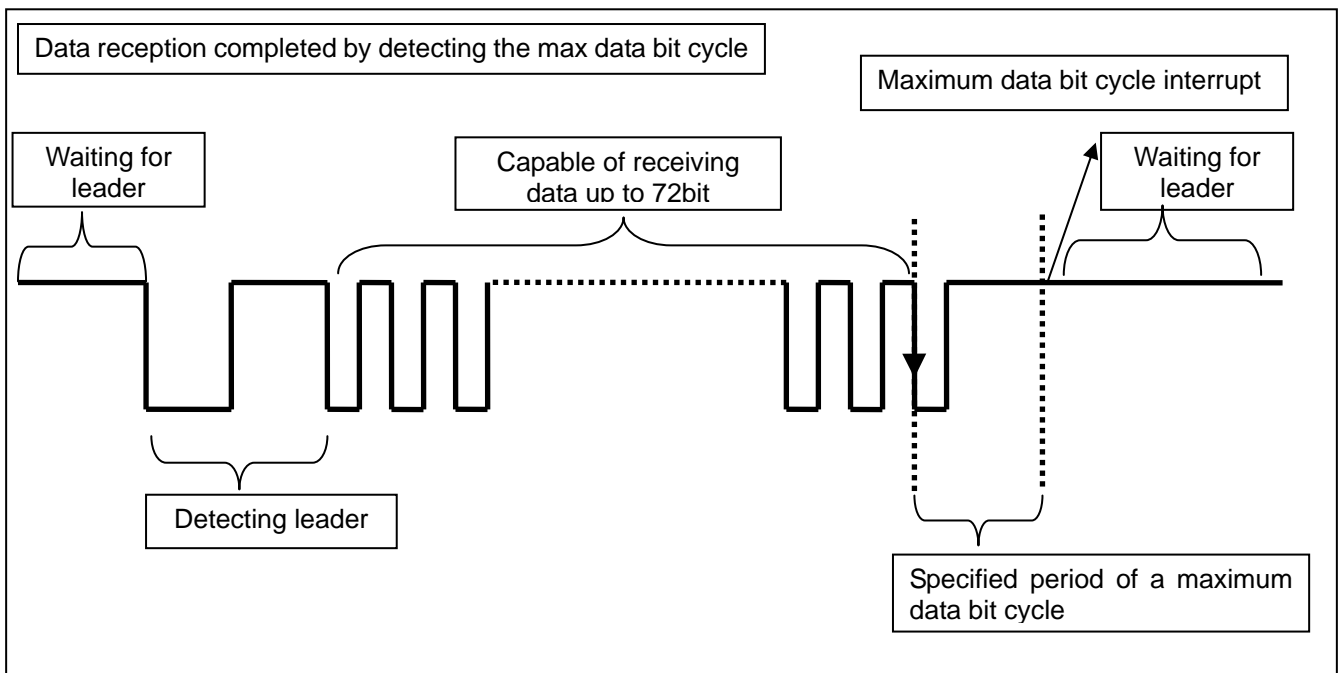 Data reception completed by detecting the max data bit cycle
Maximum data bit cycle interrupt
Waiting for
leader
Capable of receiving
data up to 72bit
Waiting for
leader
Detecting leader
Specified period of a maximum
data bit cycle